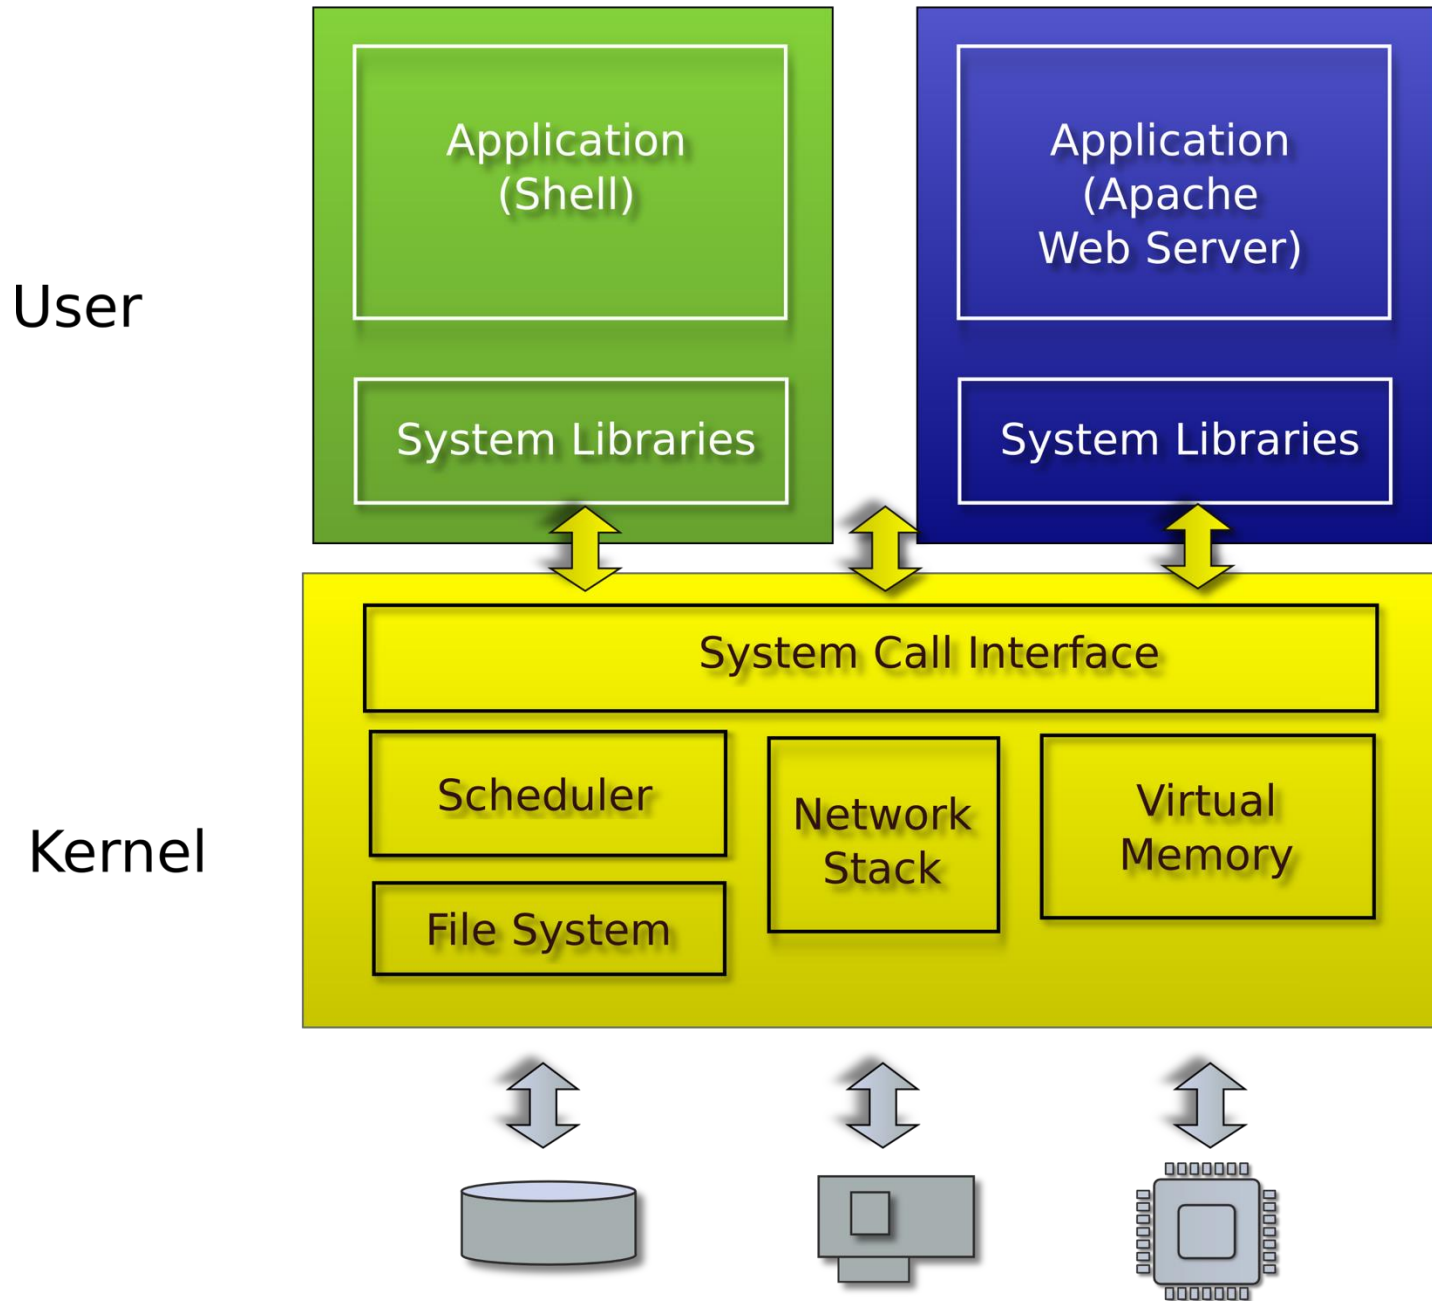 Application
(Shell)
Application
(Apache
Web Server)
User
System Libraries
System Libraries
System Call Interface
Scheduler
Network
Stack
Virtual
Memory
Kernel
File System